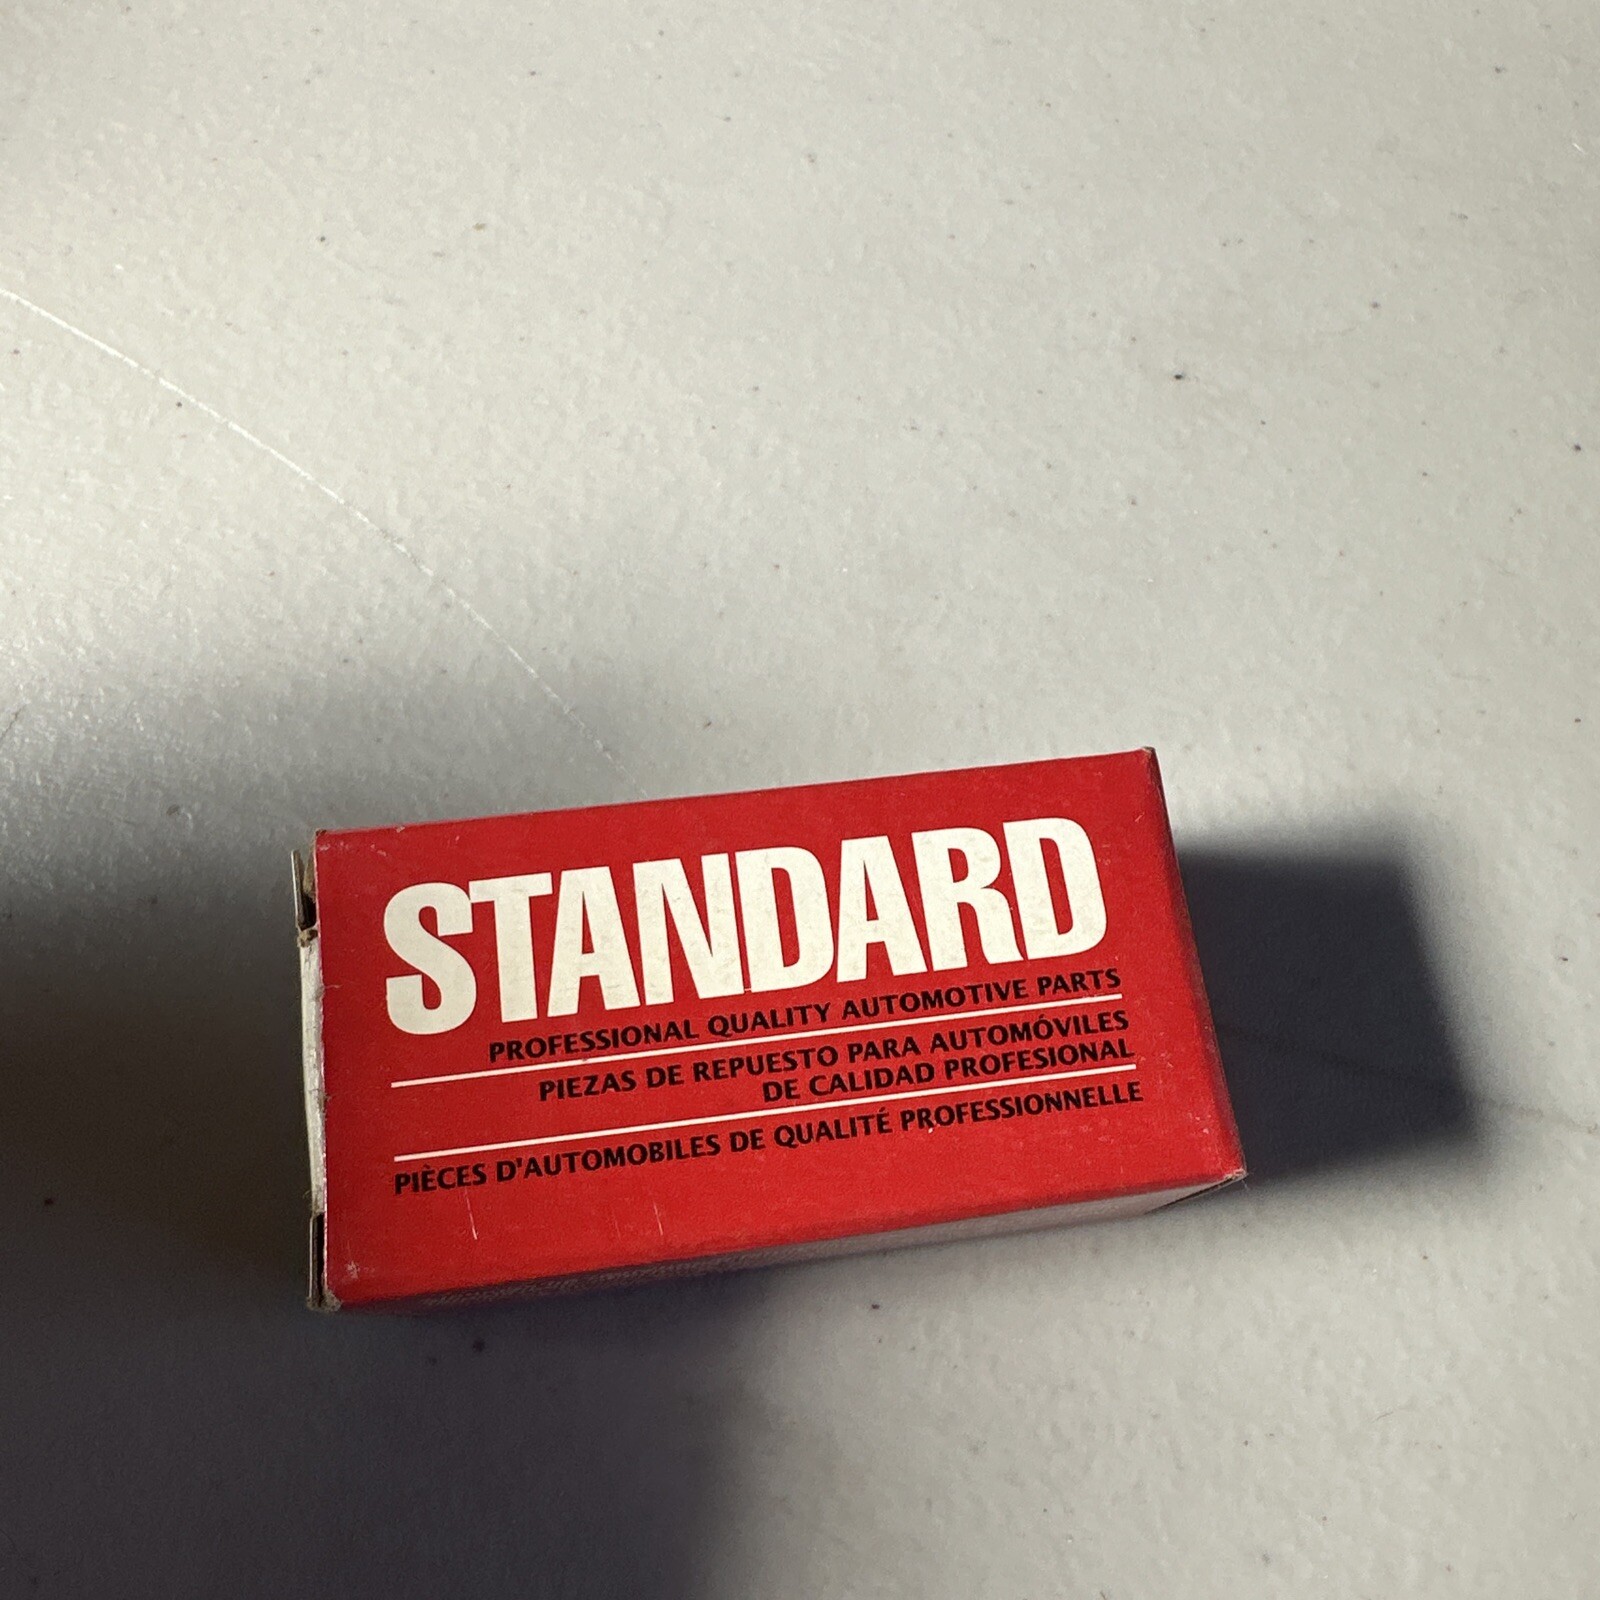 STANDARD
PROFESSIONAL QUALITY AUTOMOTIVE PARTS
PIEZAS DE REPUESTO PARA AUTOMÓVILES
DE CALIDAD PROFESIONAL
PIÈCES D'AUTOMOBILES DE QUALITÉ PROFESSIONNELLE